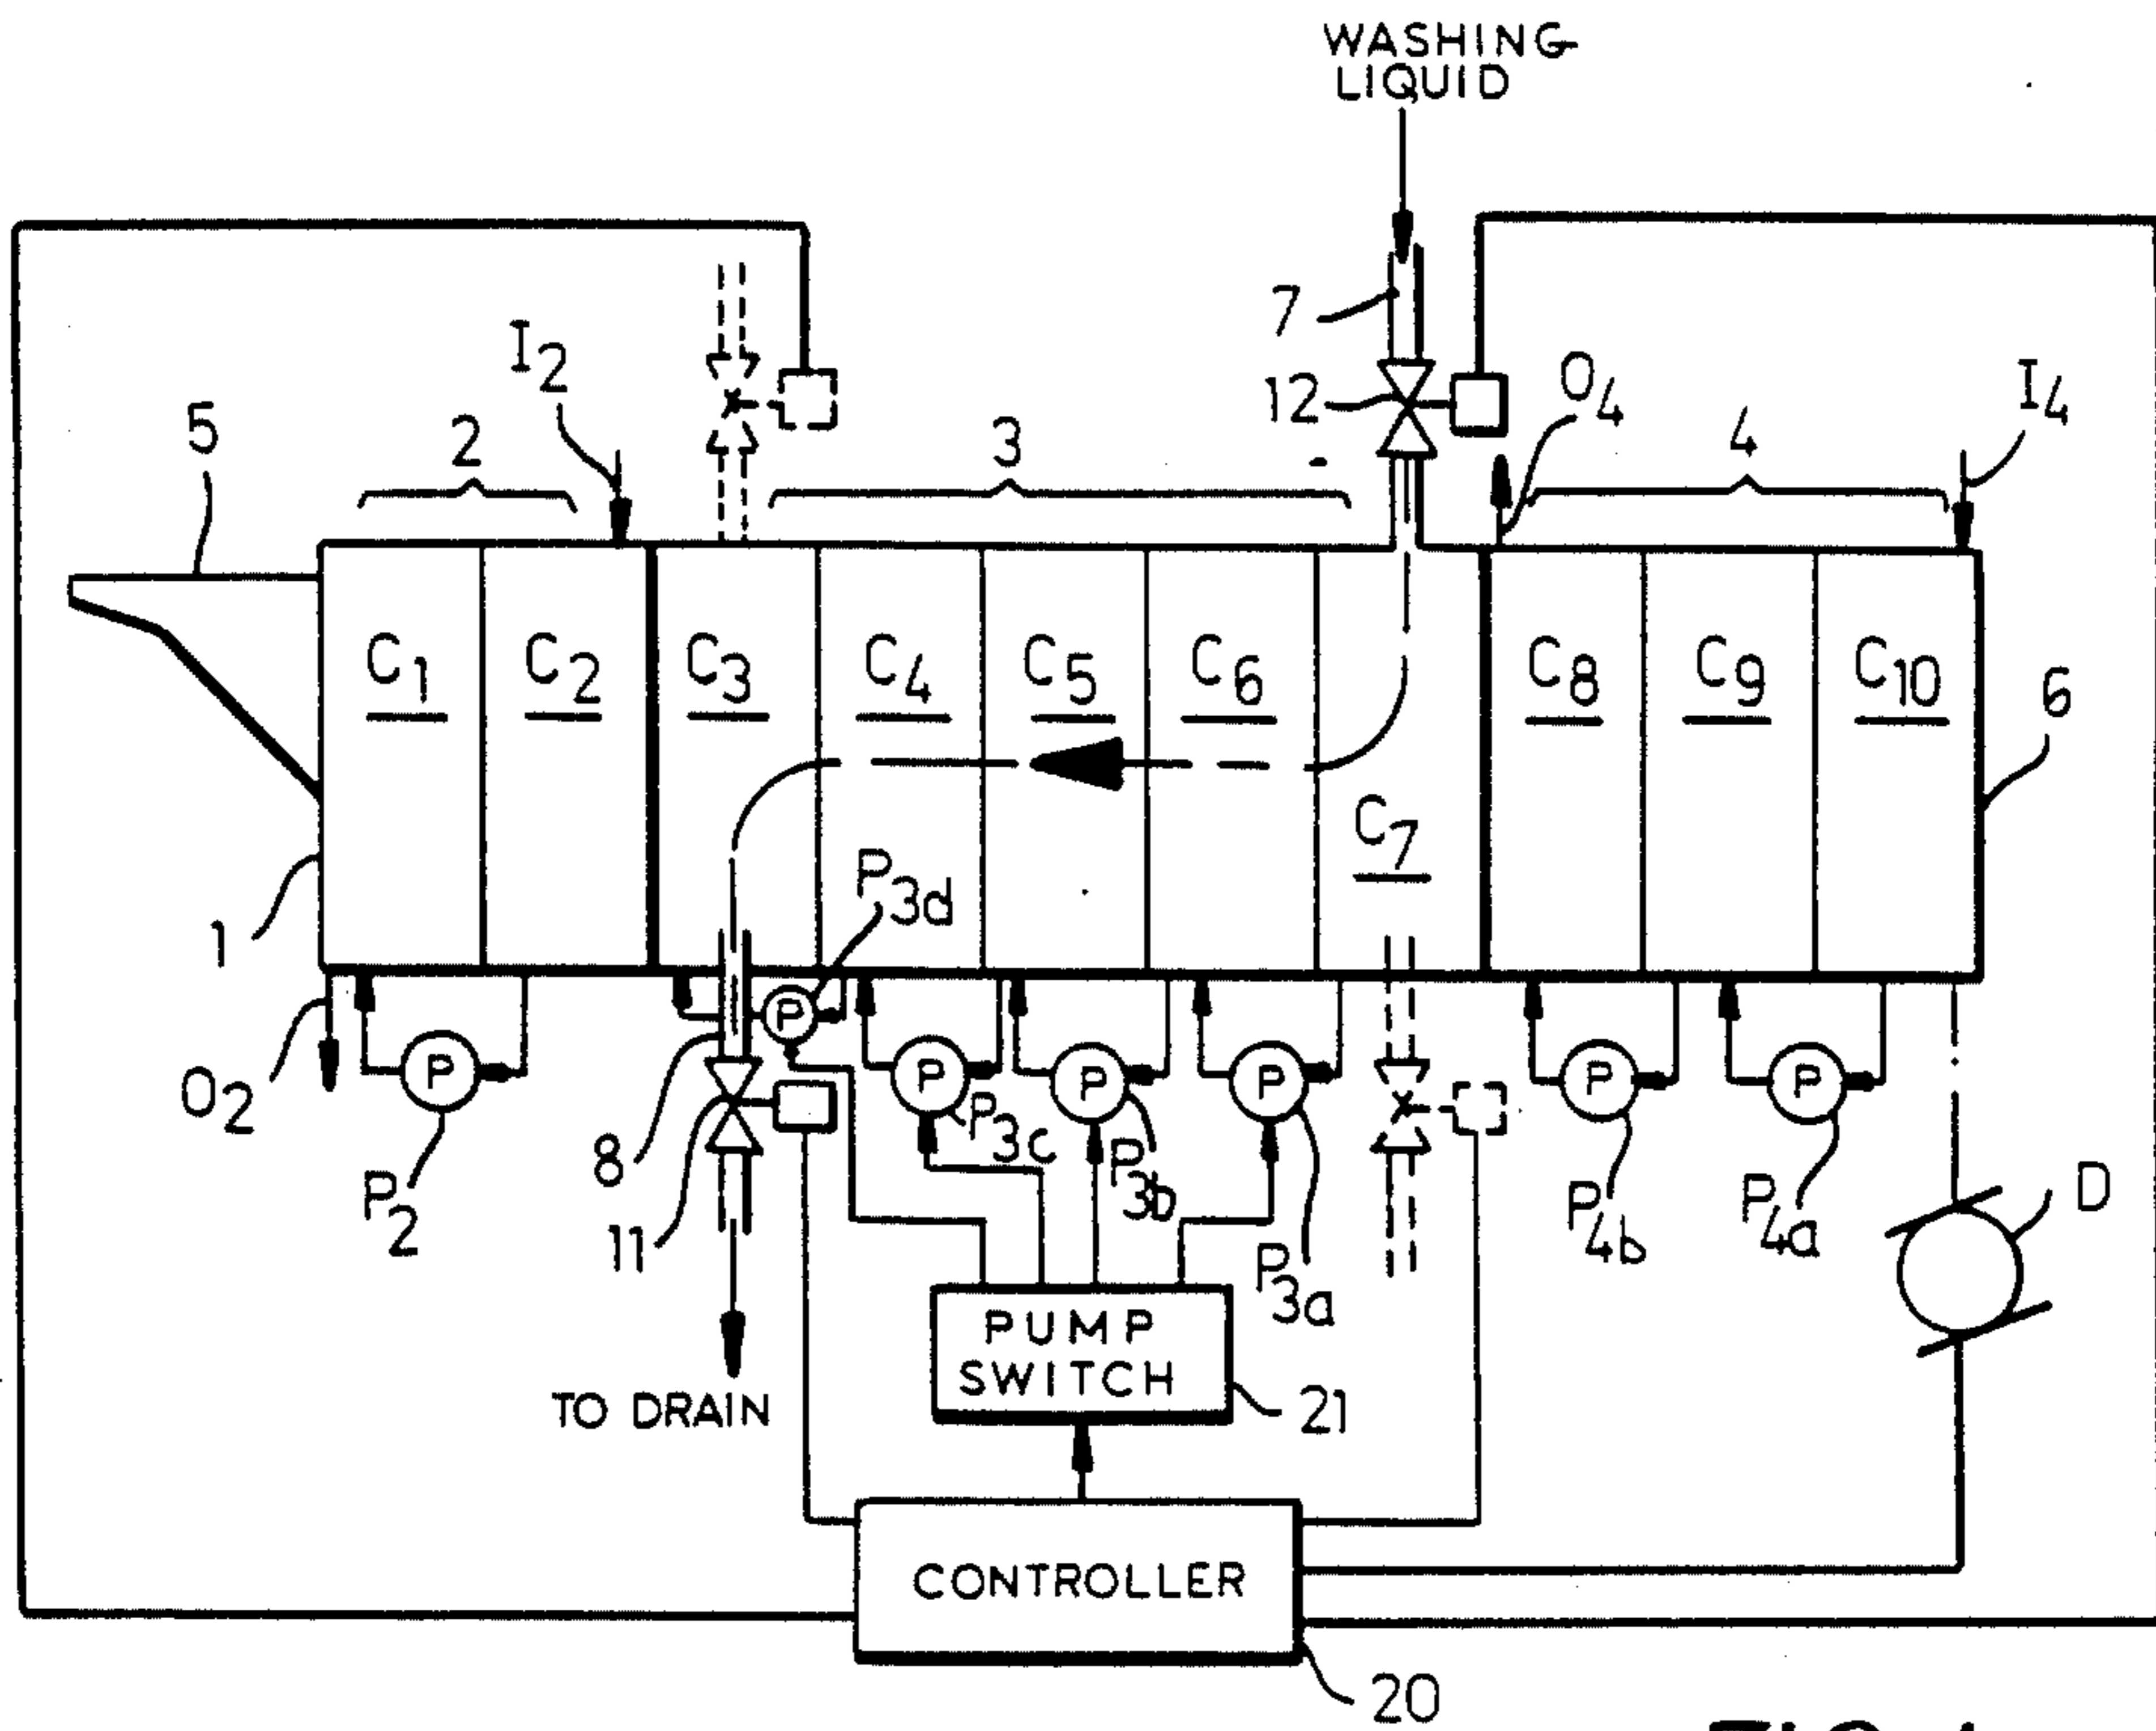 WASHING
LIQUID
7
I2
12
O4
I4
5
2
3
4
C1
C2
C3
C4
C5
C6
C7
C8
C9
C10
6
1
P3d
O2
P
P
P
P
P
P
P
P2
8
11
P3c
P3b
P3a
P4b
P4a
D
TO DRAIN
PUMP
SWITCH
21
CONTROLLER
20